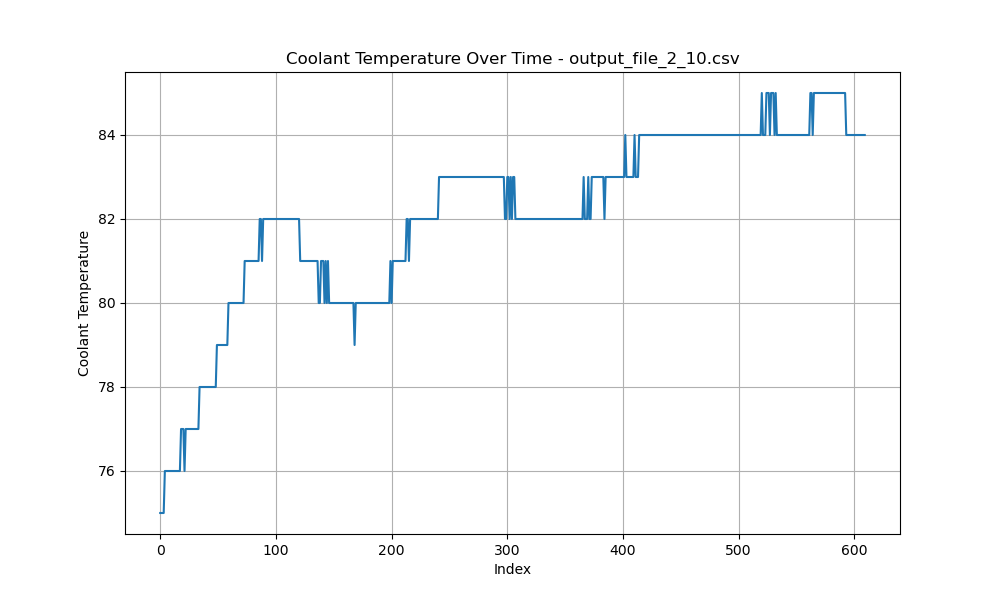 Coolant Temperature Over Time - output_file_2_10.csv
Coolant Temperature
84
82
80
78
76
0 100 200 300 400 500 600
Index